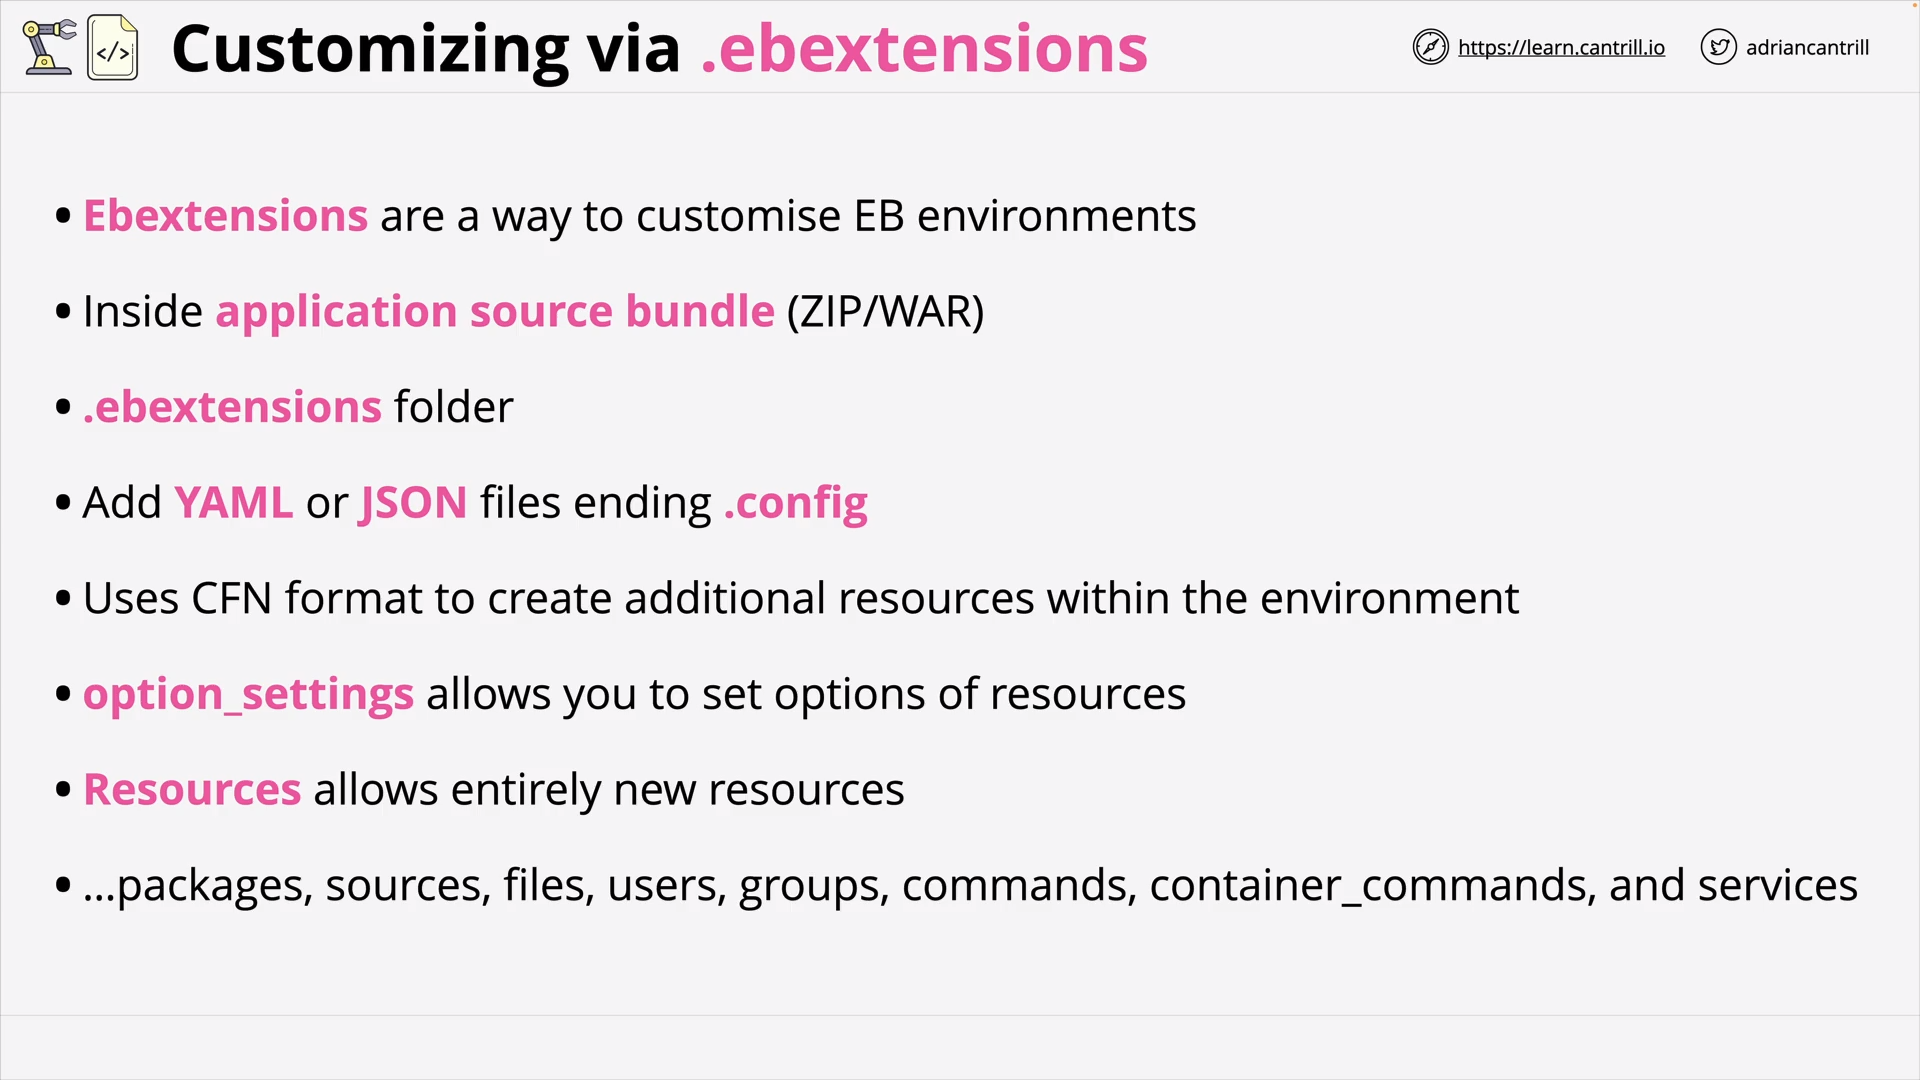 </>
Customizing via .ebextensions
https://learn.cantrill.io
adriancantrill
• Ebextensions are a way to customise EB environments
• Inside application source bundle (ZIP/WAR)
• .ebextensions folder
• Add YAML or JSON files ending .config
• Uses CFN format to create additional resources within the environment
• option_settings allows you to set options of resources
• Resources allows entirely new resources
• ...packages, sources, files, users, groups, commands, container_commands, and services